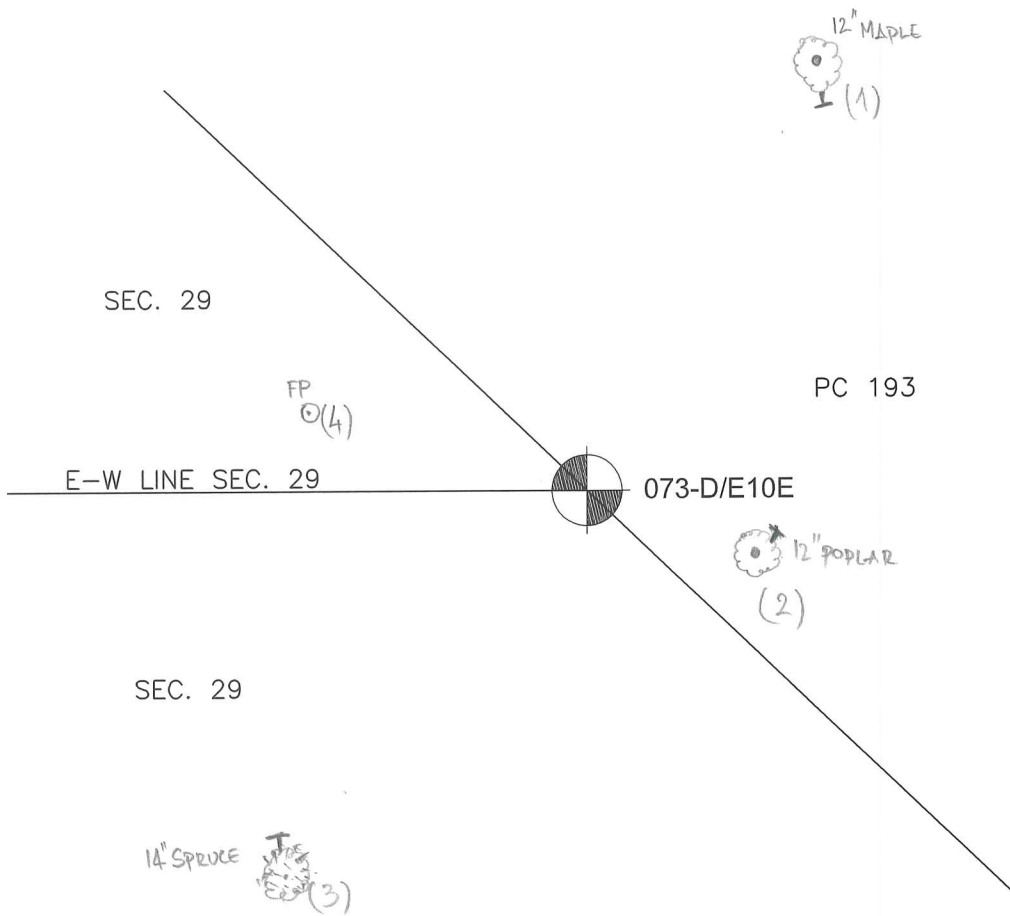 12" MAPLE
(1)
SEC. 29
PC 193
FP
(4)
E-W LINE SEC. 29
073-D/E10E
12" POPLAR
(2)
SEC. 29
14" SPRUCE
(3)